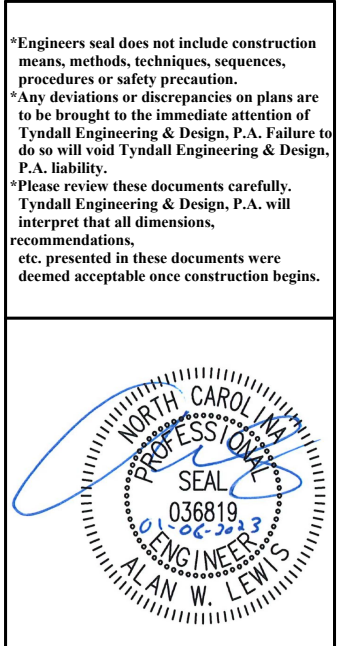 *Engineers seal does not include construction
means, methods, techniques, sequences,
procedures or safety precaution.
*Any deviations or discrepancies on plans are
to be brought to the immediate attention of
Tyndall Engineering & Design, P.A. Failure to
do so will void Tyndall Engineering & Design,
P.A. liability.
*Please review these documents carefully.
Tyndall Engineering & Design, P.A. will
interpret that all dimensions,
recommendations,
etc. presented in these documents were
deemed acceptable once construction begins.
NORTH CAROLINA
PROFESSIONAL
SEAL
036819
01-06-2023
ENGINEER
ALAN W. LEWIS